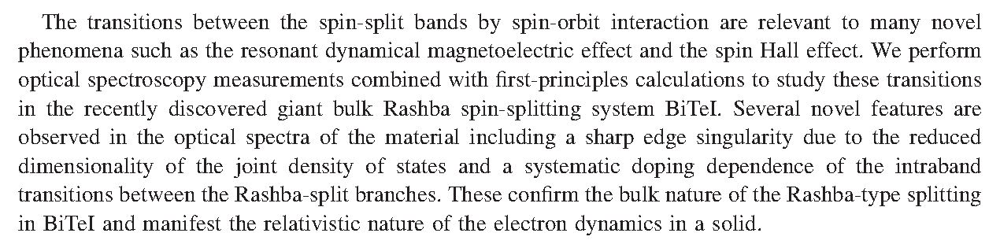 The transitions between the spin-split bands by spin-orbit interaction are relevant to many novel
phenomena such as the resonant dynamical magnetoelectric effect and the spin Hall effect. We perform
optical spectroscopy measurements combined with first-principles calculations to study these transitions
in the recently discovered giant bulk Rashba spin-splitting system BiTeI. Several novel features are
observed in the optical spectra of the material including a sharp edge singularity due to the reduced
dimensionality of the joint density of states and a systematic doping dependence of the intraband
transitions between the Rashba-split branches. These confirm the bulk nature of the Rashba-type splitting
in BiTeI and manifest the relativistic nature of the electron dynamics in a solid.